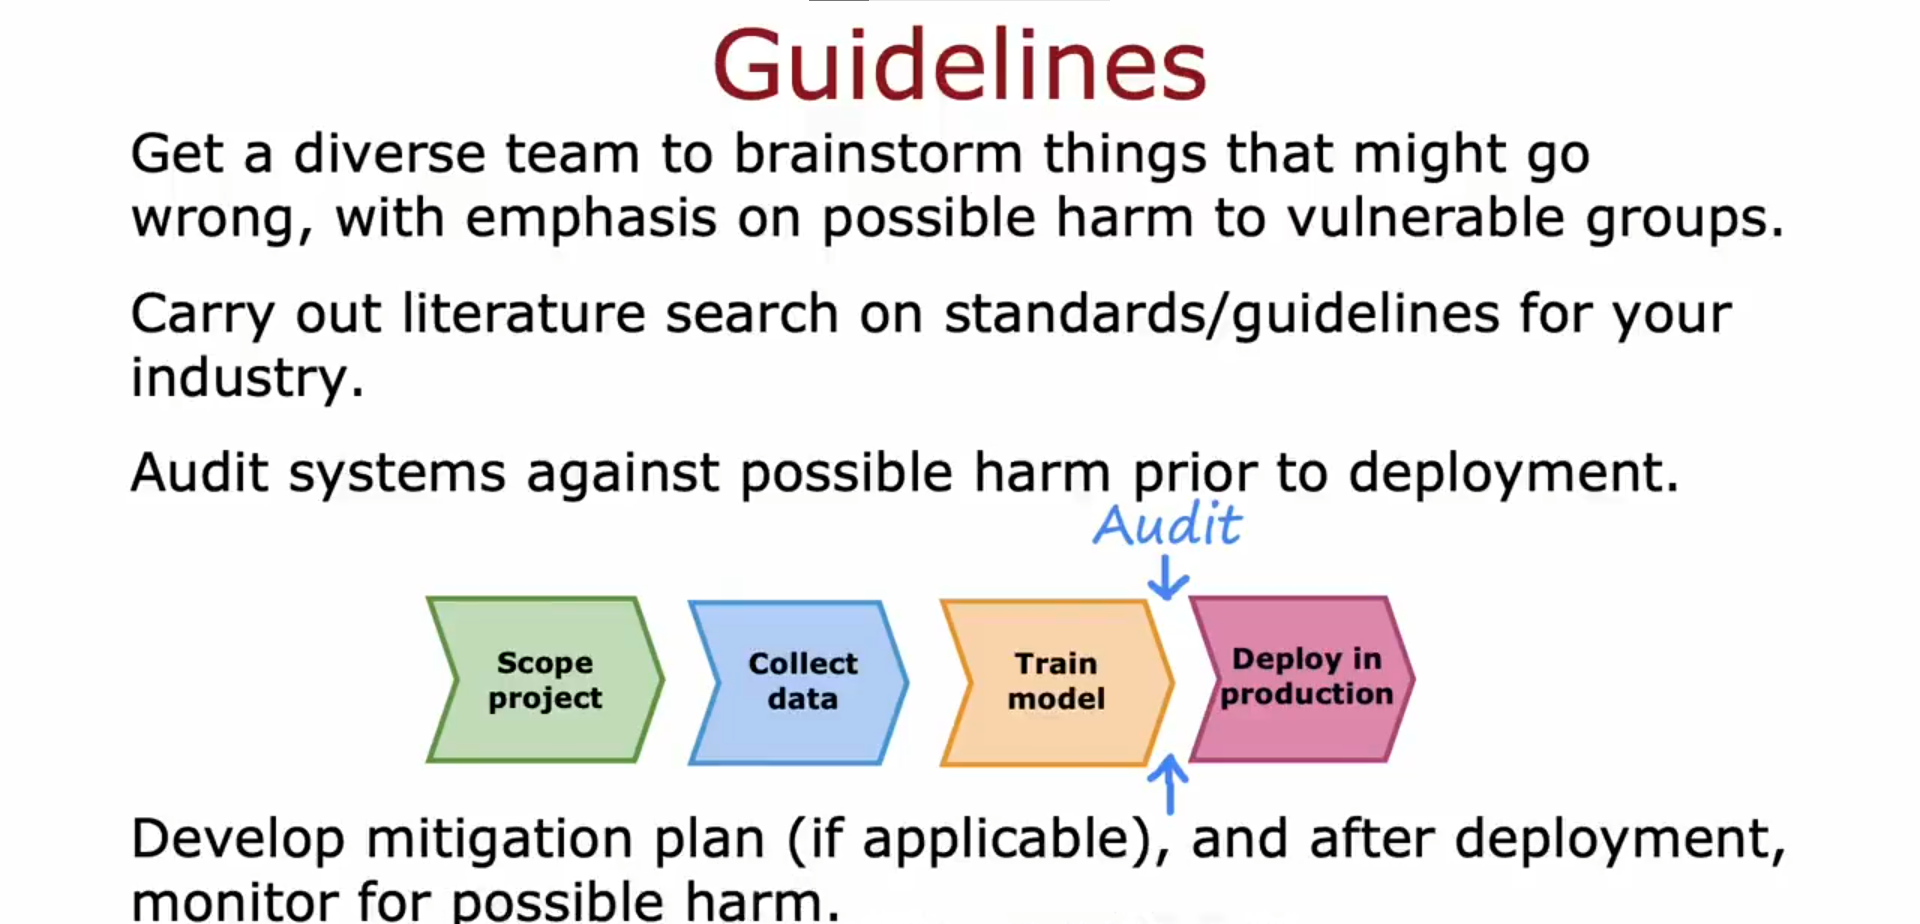 Guidelines
Get a diverse team to brainstorm things that might go
wrong, with emphasis on possible harm to vulnerable groups.
Carry out literature search on standards/guidelines for your
industry.
Audit systems against possible harm prior to deployment.
Audit
Scope
project
Collect
data
Train
model
Deploy in
production
Develop mitigation plan (if applicable), and after deployment,
monitor for possible harm.